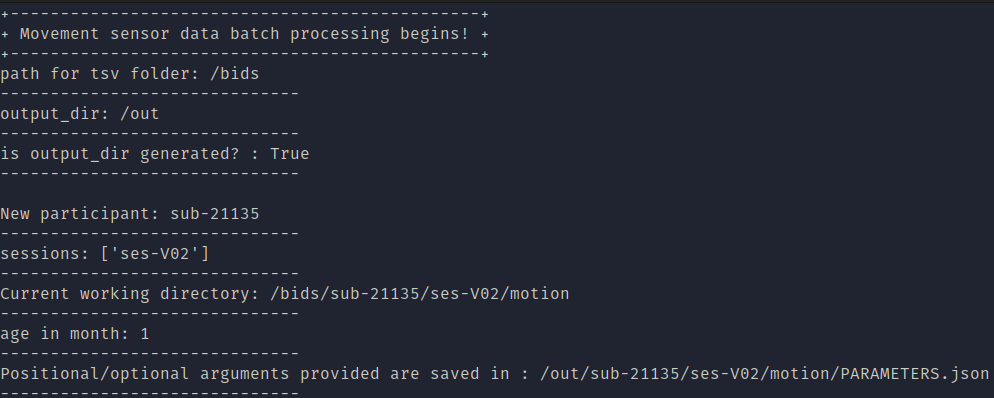 +-----------------------------------------------+
+ Movement sensor data batch processing begins! +
+-----------------------------------------------+
path for tsv folder: /bids
------------------------------
output_dir: /out
------------------------------
is output_dir generated? : True
------------------------------
New participant: sub-21135
------------------------------
sessions: ['ses-V02']
------------------------------
Current working directory: /bids/sub-21135/ses-V02/motion
------------------------------
age in month: 1
------------------------------
Positional/optional arguments provided are saved in : /out/sub-21135/ses-V02/motion/PARAMETERS.json
------------------------------